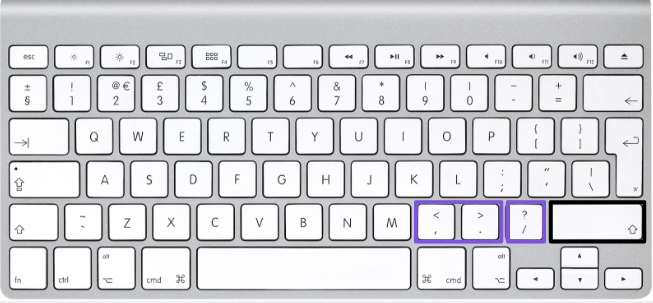 esc F1 F2 F3 F4 F5 F6 F7 F8 F9 F10 F11 F12
± ! @ € £ $ % ^ & * ( ) – +
§ 1 2 3 4 5 6 7 8 9 0 - =
Q W E R T Y U I O P { }
[ ]
A S D F G H J K L : " |
; ' \
~ Z X C V B N M < > ?
` , . /
fn ctrl alt cmd ⌘ ⌘ cmd alt